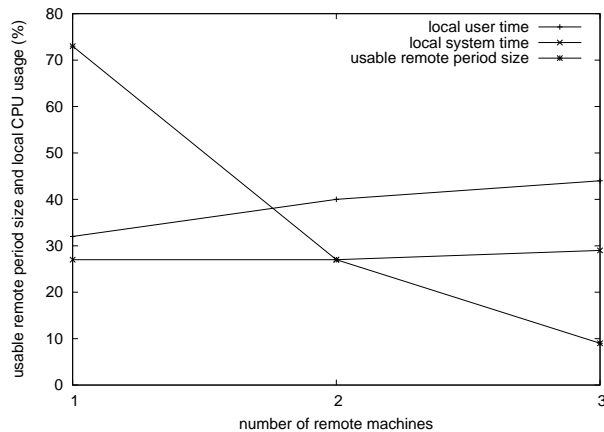 local user time
local system time
usable remote period size
80
70
60
50
40
30
20
10
0
1
2
3
usable remote period size and local CPU usage (%)
number of remote machines